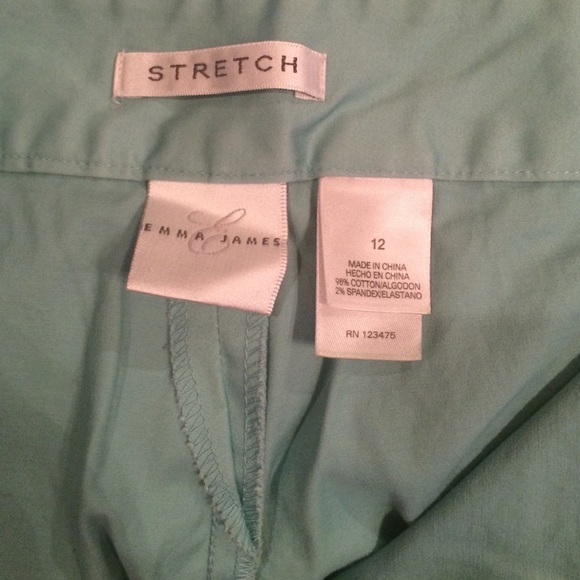 STRETCH
E
EMMA JAMES
12
MADE IN CHINA
HECHO EN CHINA
98% COTTON/ALGODON
2% SPANDEX/ELASTANO
RN 123475